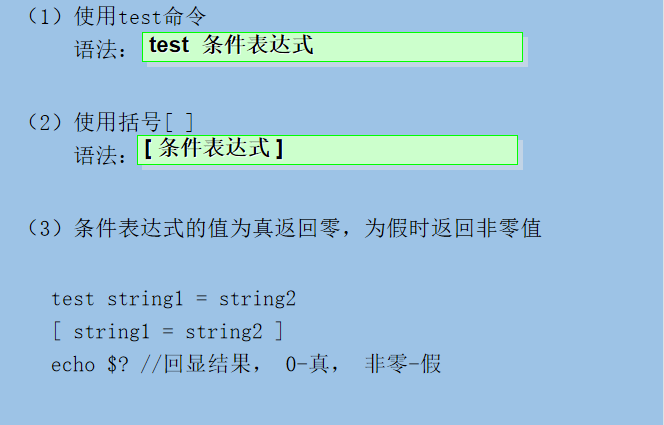 （1）使用test命令
语法： test 条件表达式
（2）使用括号[ ]
语法： [ 条件表达式 ]
（3）条件表达式的值为真返回零，为假时返回非零值
test string1 = string2
[ string1 = string2 ]
echo $? //回显结果， 0-真， 非零-假